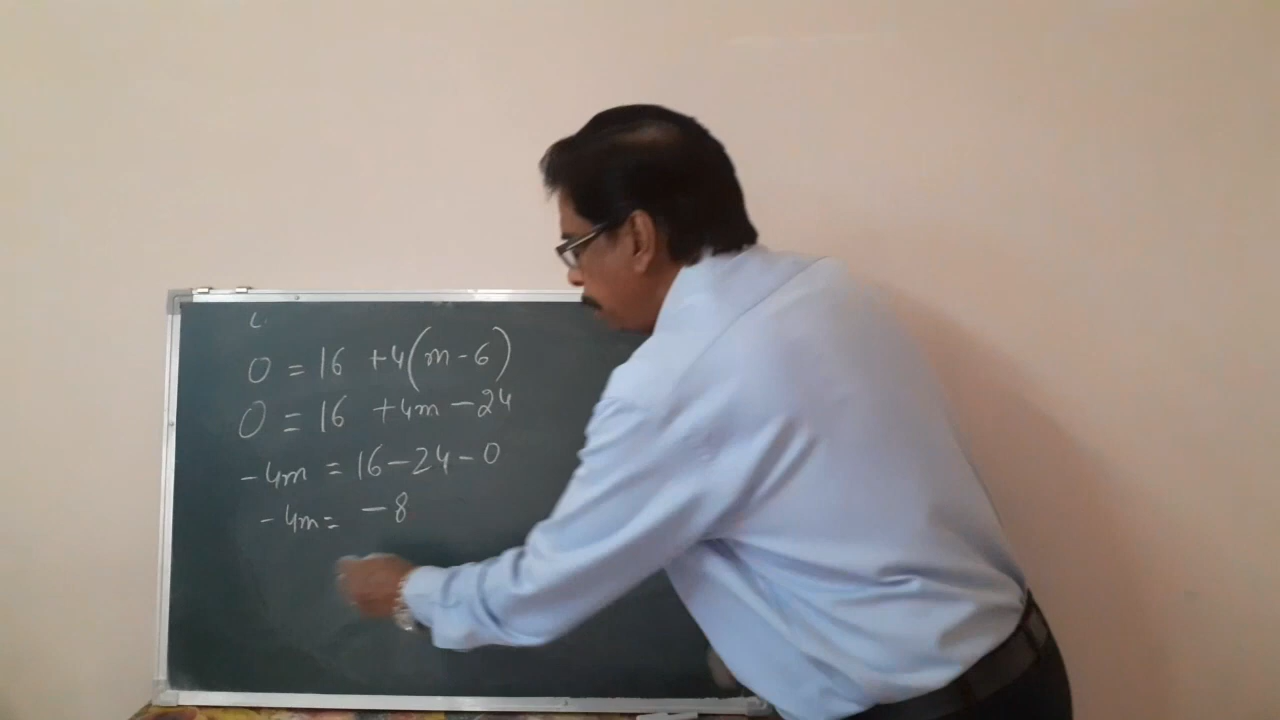 0 = 16 +4(m-6)
0 = 16 +4m -24
-4m = 16-24-0
-4m = -8